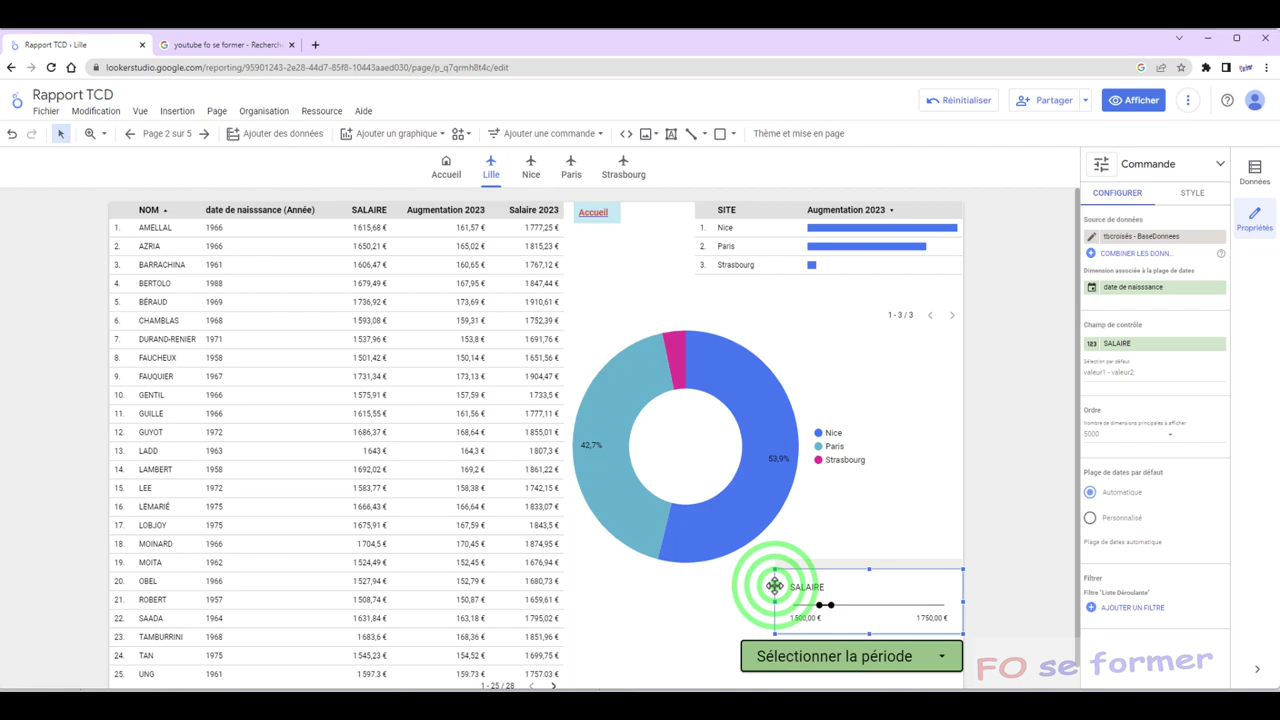 Rapport TCD › Lille
youtube fo se former - Recherch
lookerstudio.google.com/reporting/95901243-2e28-44d7-85f8-10443aaed030/page/p_q7qrmh8t4c/edit
Rapport TCD
Fichier Modification Vue Insertion Page Organisation Ressource Aide
Réinitialiser Partager Afficher
Page 2 sur 5 Ajouter des données Ajouter un graphique Ajouter une commande Thème et mise en page
Accueil Lille Nice Paris Strasbourg
NOM date de naisssance (Année) SALAIRE Augmentation 2023 Salaire 2023
1. AMELLAL 1966 1 615,68 € 161,57 € 1 777,25 €
2. AZRIA 1966 1 650,21 € 165,02 € 1 815,23 €
3. BARRACHINA 1961 1 606,47 € 160,65 € 1 767,12 €
4. BERTOLO 1988 1 679,49 € 167,95 € 1 847,44 €
5. BÉRAUD 1969 1 736,92 € 173,69 € 1 910,61 €
6. CHAMBLAS 1968 1 593,08 € 159,31 € 1 752,39 €
7. DURAND-RENIER 1971 1 537,96 € 153,8 € 1 691,76 €
8. FAUCHEUX 1958 1 501,42 € 150,14 € 1 651,56 €
9. FAUQUIER 1967 1 731,34 € 173,13 € 1 904,47 €
10. GENTIL 1966 1 575,91 € 157,59 € 1 733,5 €
11. GUILLE 1966 1 615,55 € 161,56 € 1 777,11 €
12. GUYOT 1972 1 686,37 € 168,64 € 1 855,01 €
13. LADD 1963 1 643 € 164,3 € 1 807,3 €
14. LAMBERT 1958 1 692,02 € 169,2 € 1 861,22 €
15. LEE 1972 1 583,77 € 158,38 € 1 742,15 €
16. LEMARIÉ 1975 1 666,43 € 166,64 € 1 833,07 €
17. LOBJOY 1975 1 675,91 € 167,59 € 1 843,5 €
18. MOINARD 1972 1 704,5 € 170,45 € 1 874,95 €
19. MOITA 1962 1 524,49 € 152,45 € 1 676,94 €
20. OBEL 1966 1 527,94 € 152,79 € 1 680,73 €
21. ROBERT 1957 1 508,74 € 150,87 € 1 659,61 €
22. SAADA 1964 1 631,84 € 163,18 € 1 795,02 €
23. TAMBURRINI 1968 1 683,6 € 168,36 € 1 851,96 €
24. TAN 1975 1 545,23 € 154,52 € 1 699,75 €
25. UNG 1961 1 597,3 € 159,73 € 1 757,03 €
1 - 25 / 28
Accueil
SITE Augmentation 2023
1. Nice
2. Paris
3. Strasbourg
1 - 3 / 3
42,7%
53,9%
Nice
Paris
Strasbourg
SALAIRE
1 500,00 € 1 750,00 €
Sélectionner la période
Commande
CONFIGURER STYLE
Source de données
tbcroisés - BaseDonnees
COMBINER LES DONN...
Dimension associée à la plage de dates
date de naisssance
Champ de contrôle
123 SALAIRE
Sélection par défaut
valeur1 - valeur2
Ordre
Nombre de dimensions principales à afficher
5000
Plage de dates par défaut
Automatique
Personnalisé
Plage de dates automatique
Filtrer
Filtre "Liste Déroulante"
AJOUTER UN FILTRE
Données
Propriétés
FO se former